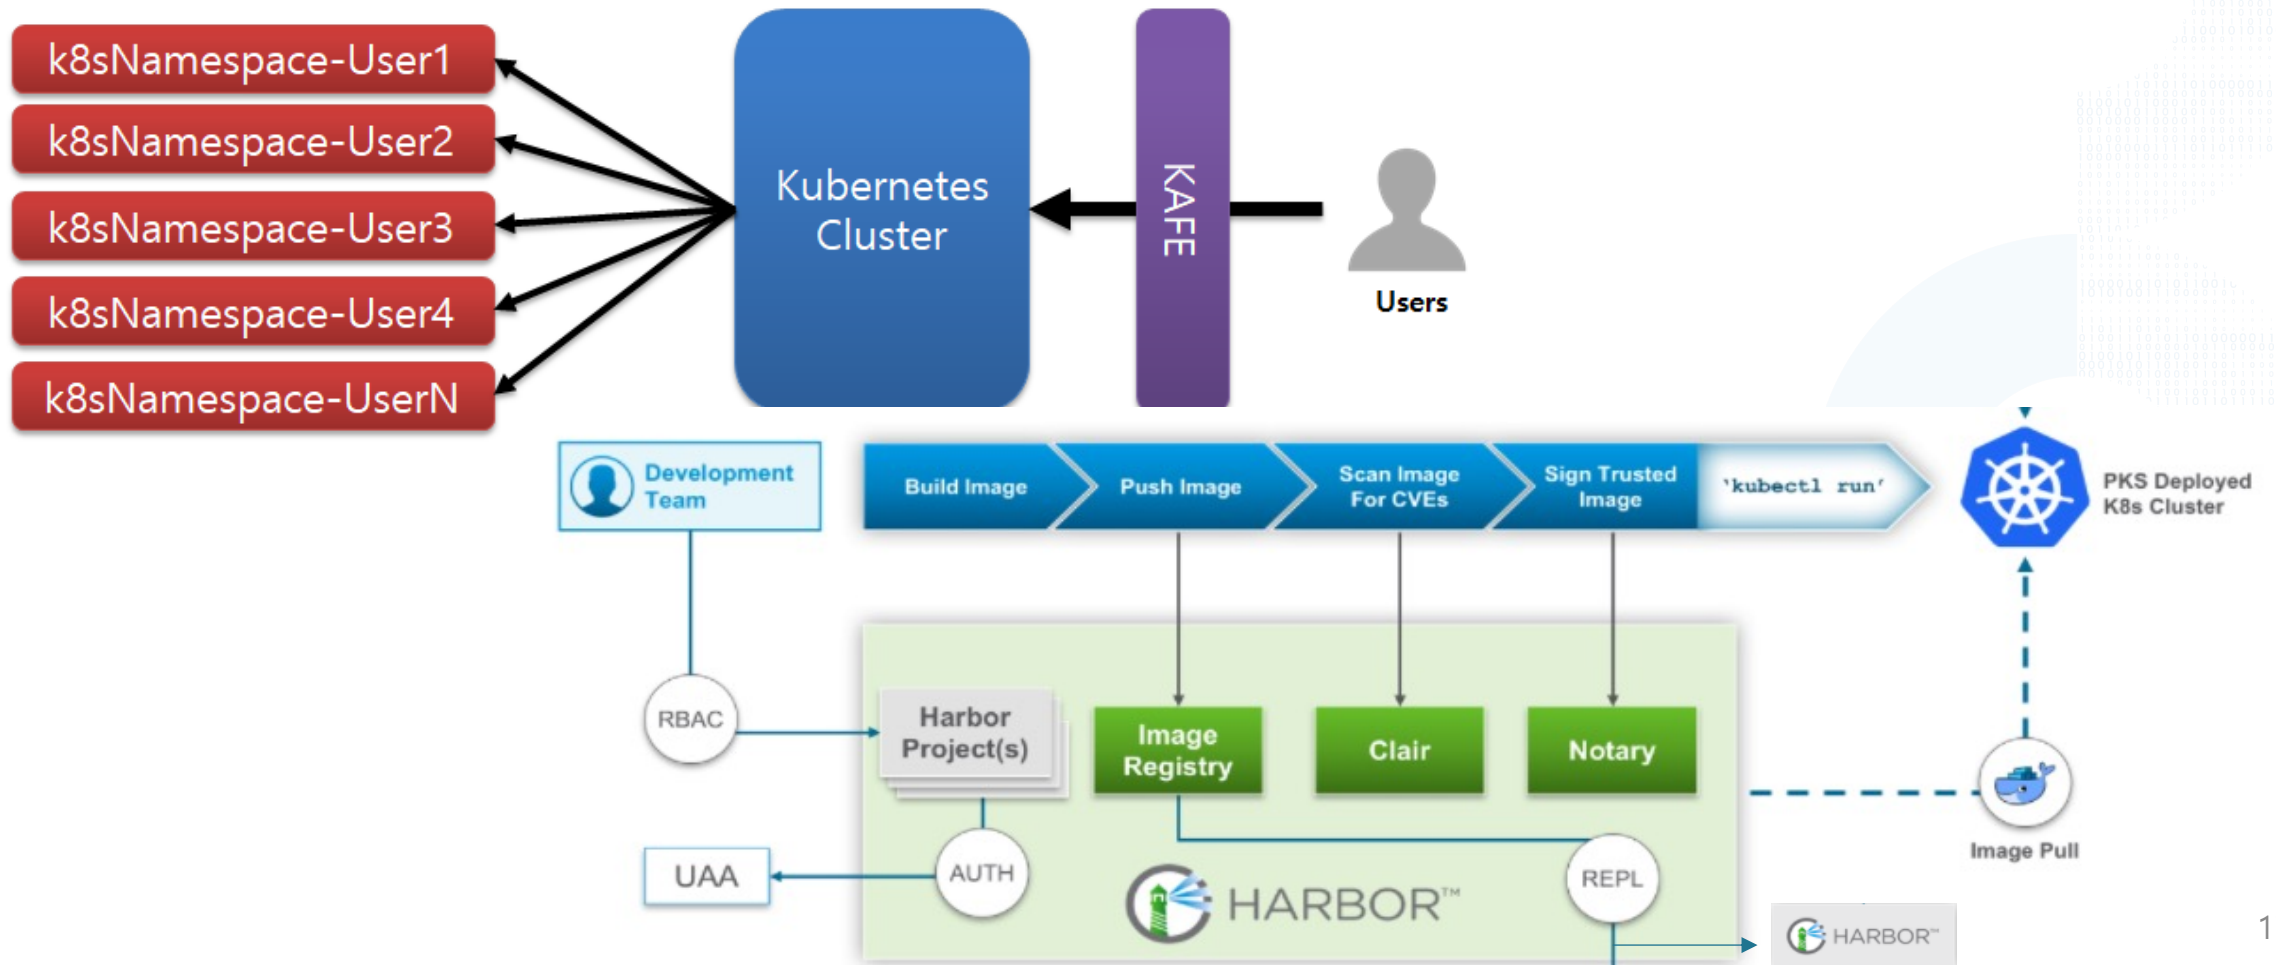 k8sNamespace-User1
k8sNamespace-User2
k8sNamespace-User3
k8sNamespace-User4
k8sNamespace-UserN
Kubernetes
Cluster
KAFE
Users
Development
Team
Build Image
Push Image
Scan Image
For CVEs
Sign Trusted
Image
‘kubectl run’
PKS Deployed
K8s Cluster
RBAC
Harbor
Project(s)
Image
Registry
Clair
Notary
Image Pull
UAA
AUTH
HARBOR™
REPL
HARBOR™
1